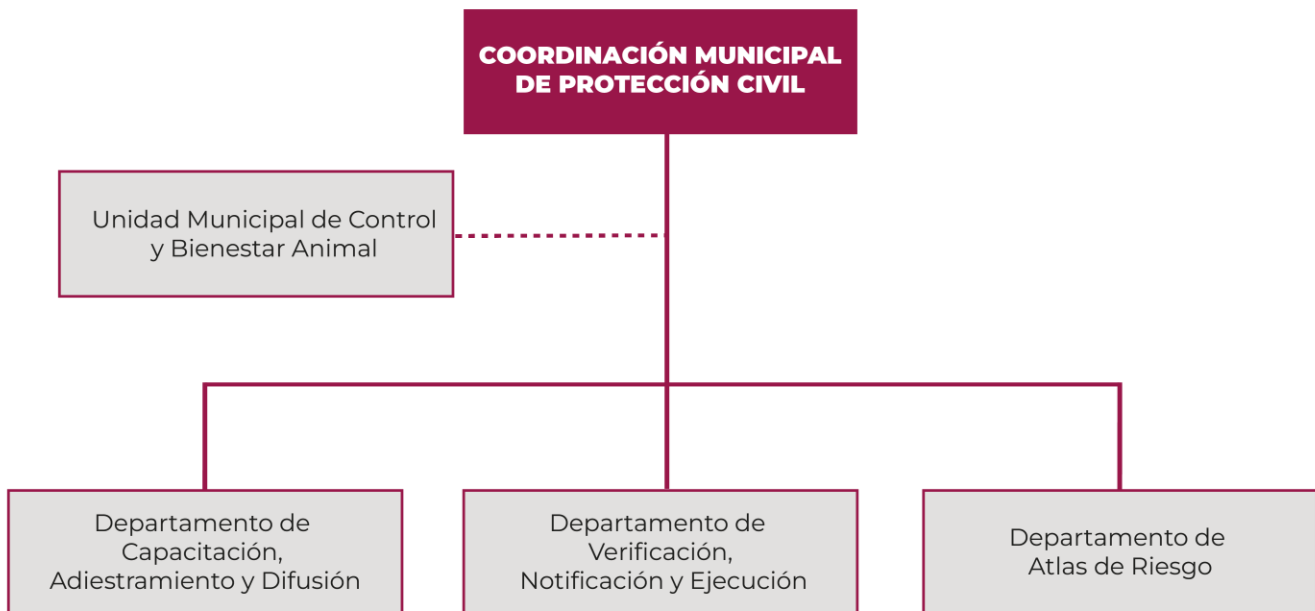 COORDINACIÓN MUNICIPAL
DE PROTECCIÓN CIVIL
Unidad Municipal de Control
y Bienestar Animal
Departamento de
Capacitación,
Adiestramiento y Difusión
Departamento de
Verificación,
Notificación y Ejecución
Departamento de
Atlas de Riesgo